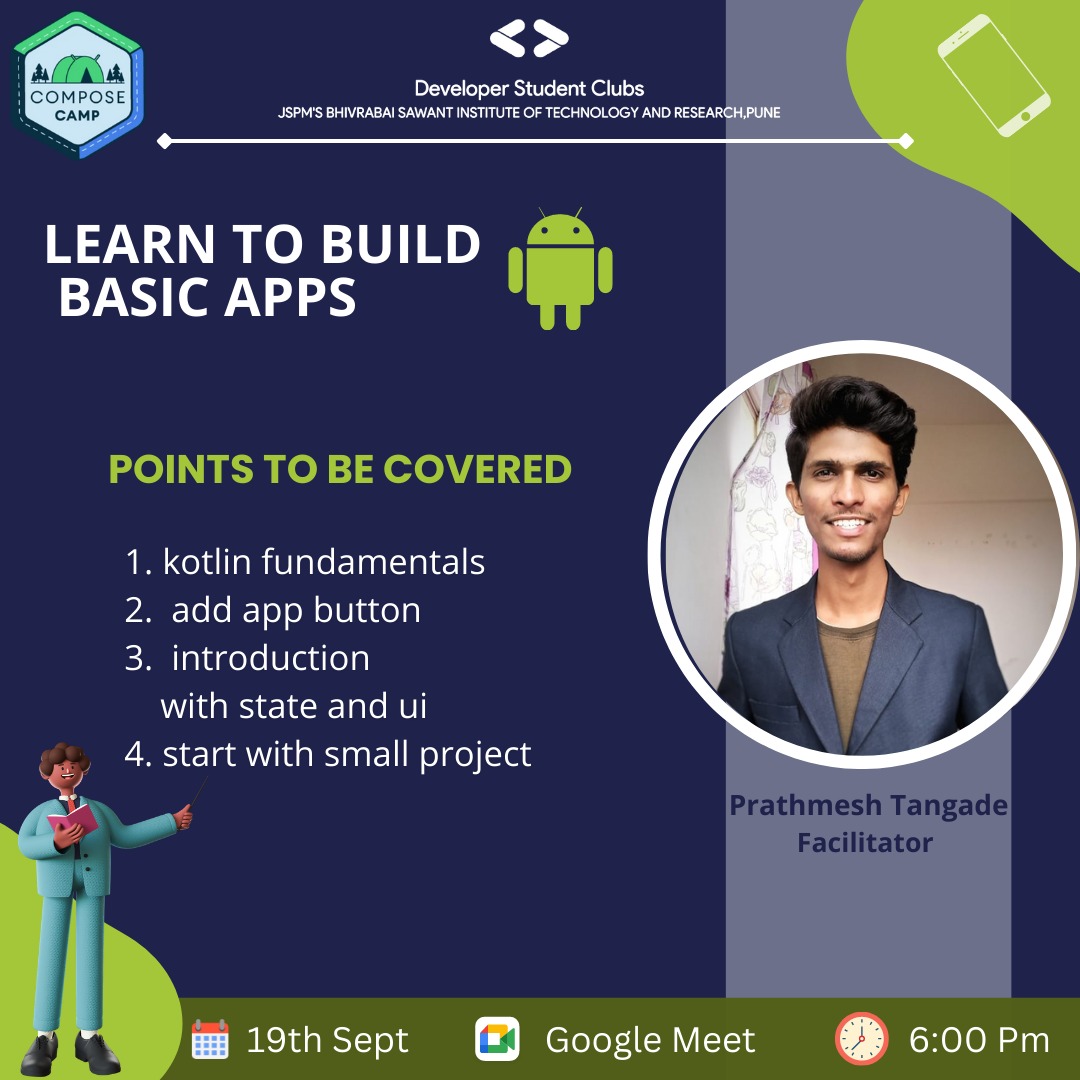 COMPOSE
CAMP
Developer Student Clubs
JSPM'S BHIVRABAI SAWANT INSTITUTE OF TECHNOLOGY AND RESEARCH,PUNE
LEARN TO BUILD
BASIC APPS
POINTS TO BE COVERED
1. kotlin fundamentals
2. add app button
3. introduction
with state and ui
4. start with small project
Prathmesh Tangade
Facilitator
19th Sept
Google Meet
6:00 Pm